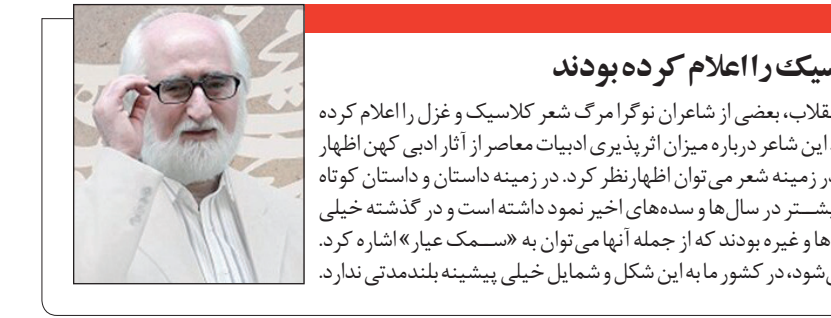 سیک را اعلام کرده بودند
قلاب، بعضی از شاعران نوگرا مرگ شعر کلاسیک و غزل را اعلام کرده
این شاعر درباره میزان اثرپذیری ادبیات معاصر از آثار ادبی کهن اظهار
در زمینه شعر می‌توان اظهارنظر کرد. در زمینه داستان و داستان کوتاه
یشــتر در سال‌ها و سده‌های اخیر نمود داشته است و در گذشته خیلی
ها و غیره بودند که از جمله آنها می‌توان به «ســمک عیار» اشاره کرد.
ی‌شود، در کشور ما به این شکل و شمایل خیلی پیشینه بلندمدتی ندارد.